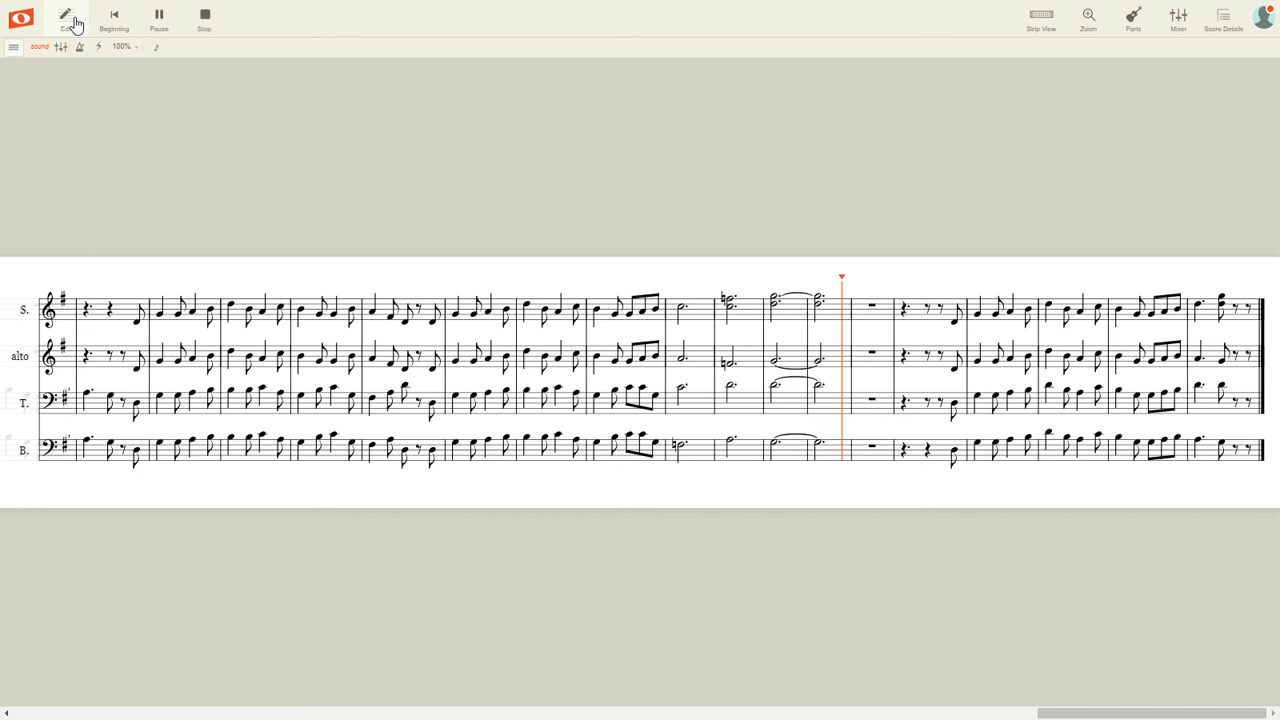 Edit Beginning Pause Stop Strip View Zoom Parts Mixer Score Details
sound 100%
S.
alto
T.
B.